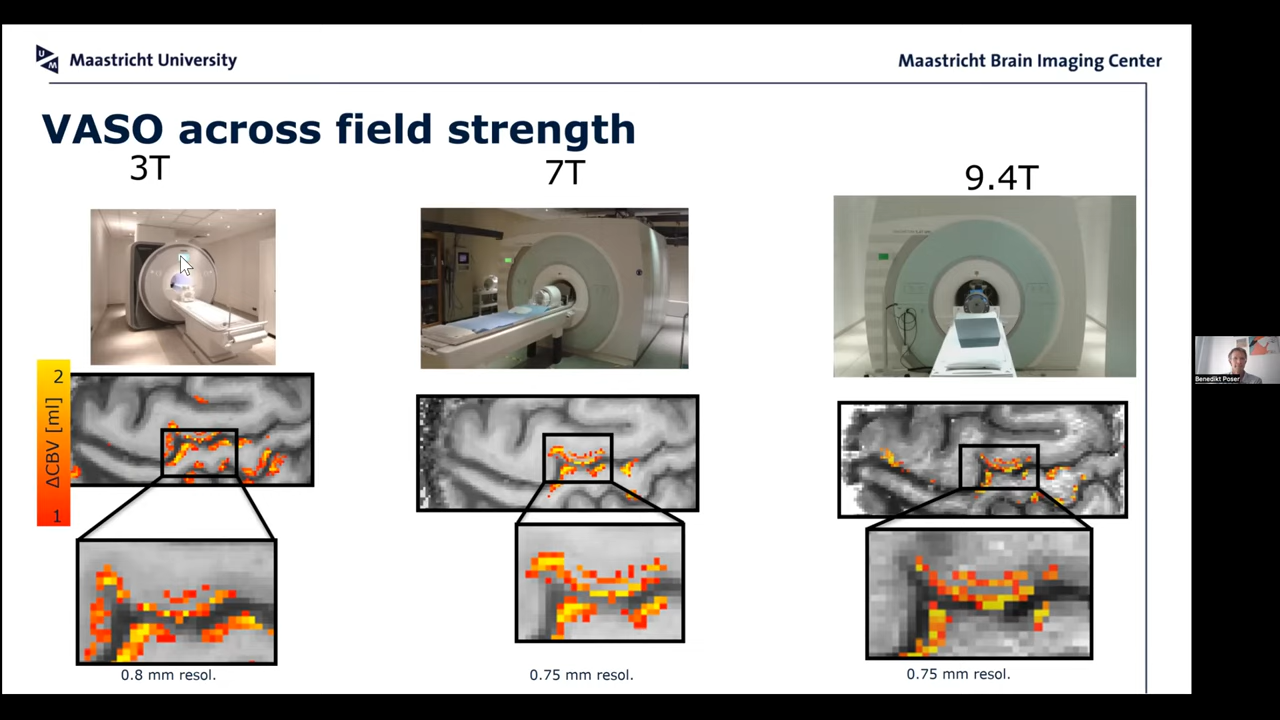 Maastricht University
Maastricht Brain Imaging Center
VASO across field strength
3T
7T
9.4T
2
ΔCBV [ml]
1
0.8 mm resol.
0.75 mm resol.
0.75 mm resol.
Benedikt Poser